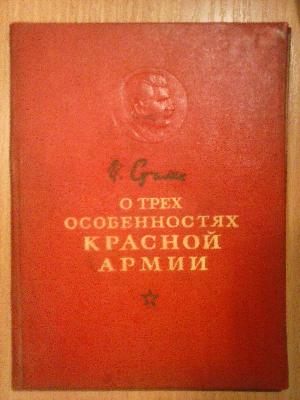 И. Сталин
О ТРЕХ
ОСОБЕННОСТЯХ
КРАСНОЙ
АРМИИ